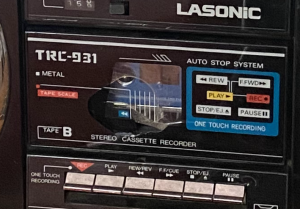 168
LASONIC
TRC-931
AUTO STOP SYSTEM
METAL
◄◄ REW F.FWD ►►
TAPE SCALE
PLAY ► REC ●
STOP/EJ.▲ PAUSE ▮▮
ONE TOUCH RECORDING
TAPE B
STEREO CASSETTE RECORDER
ONE TOUCH
RECORDING
PLAY REW/REV F.F/CUE STOP/EJ. PAUSE
► ◄◄ ►► ■▲ ▮▮